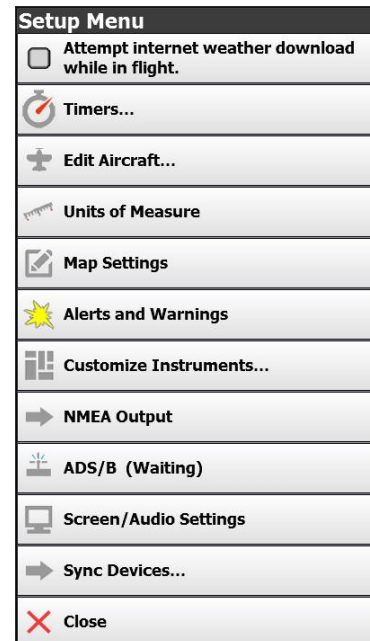 Setup Menu
Attempt internet weather download
while in flight.
Timers...
Edit Aircraft...
Units of Measure
Map Settings
Alerts and Warnings
Customize Instruments...
NMEA Output
ADS/B (Waiting)
Screen/Audio Settings
Sync Devices...
Close